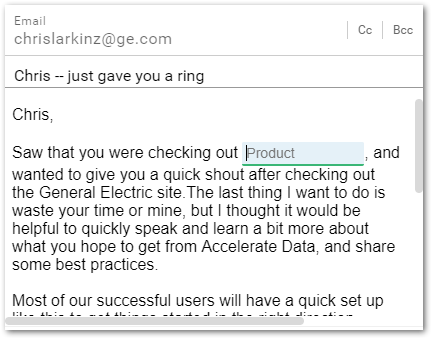 Email
chrislarkinz@ge.com
Cc
Bcc
Chris -- just gave you a ring
Chris,
Saw that you were checking out Product, and
wanted to give you a quick shout after checking out
the General Electric site.The last thing I want to do is
waste your time or mine, but I thought it would be
helpful to quickly speak and learn a bit more about
what you hope to get from Accelerate Data, and share
some best practices.
Most of our successful users will have a quick set up
like this to get things started in the right direction